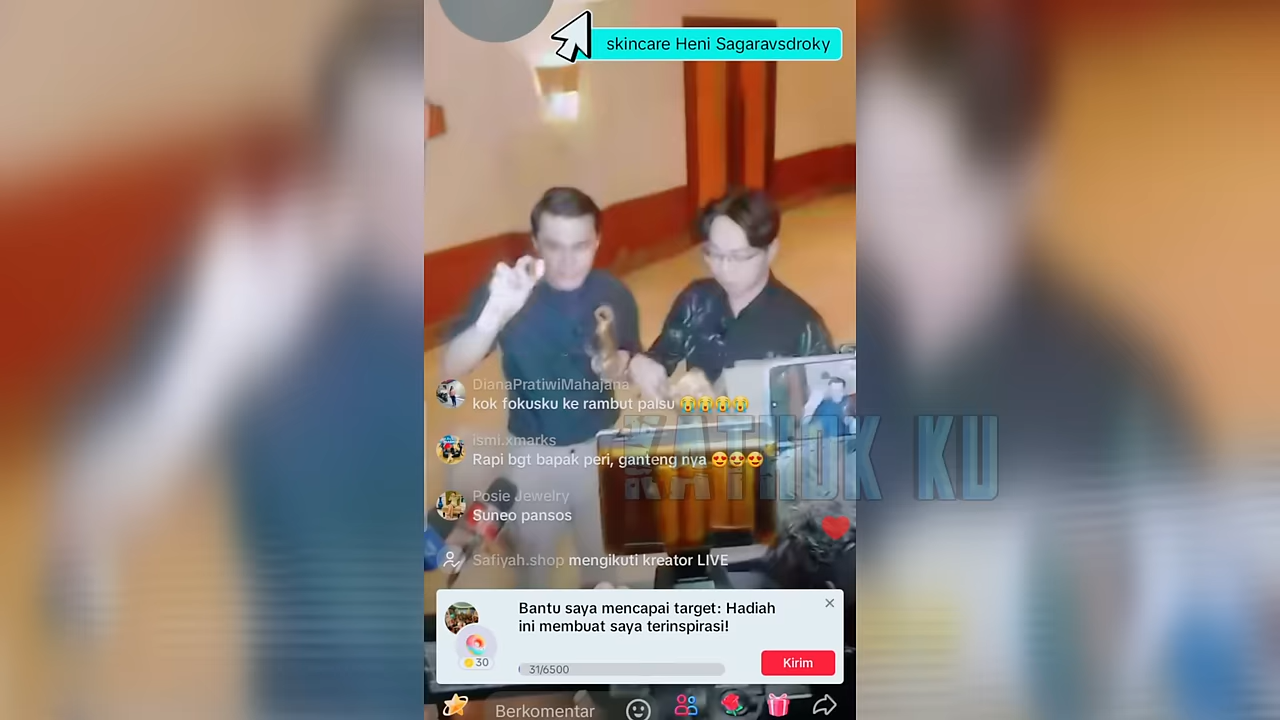 skincare Heni Sagaravsdroky
DianaPratiwiMahajana
kok fokusku ke rambut palsu 😭😭😭😭
ismi.xmarks
Rapi bgt bapak peri, ganteng nya 😍😍😍
KATHOK KU
Posie Jewelry
Suneo pansos
Safiyah.shop mengikuti kreator LIVE
Bantu saya mencapai target: Hadiah
ini membuat saya terinspirasi!
30
31/6500
Kirim
Berkomentar